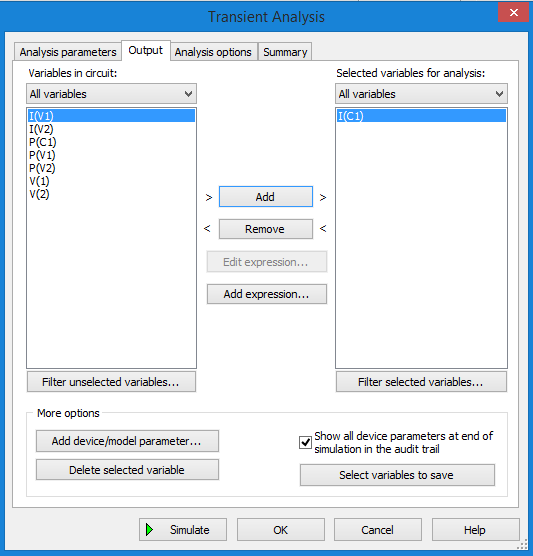 Transient Analysis
Analysis parameters Output Analysis options Summary
Variables in circuit:
All variables
I(V1)
I(V2)
P(C1)
P(V1)
P(V2)
V(1)
V(2)
Filter unselected variables...
> Add >
< Remove <
Edit expression...
Add expression...
Selected variables for analysis:
All variables
I(C1)
Filter selected variables...
More options
Add device/model parameter...
Delete selected variable
Show all device parameters at end of
simulation in the audit trail
Select variables to save
Simulate OK Cancel Help